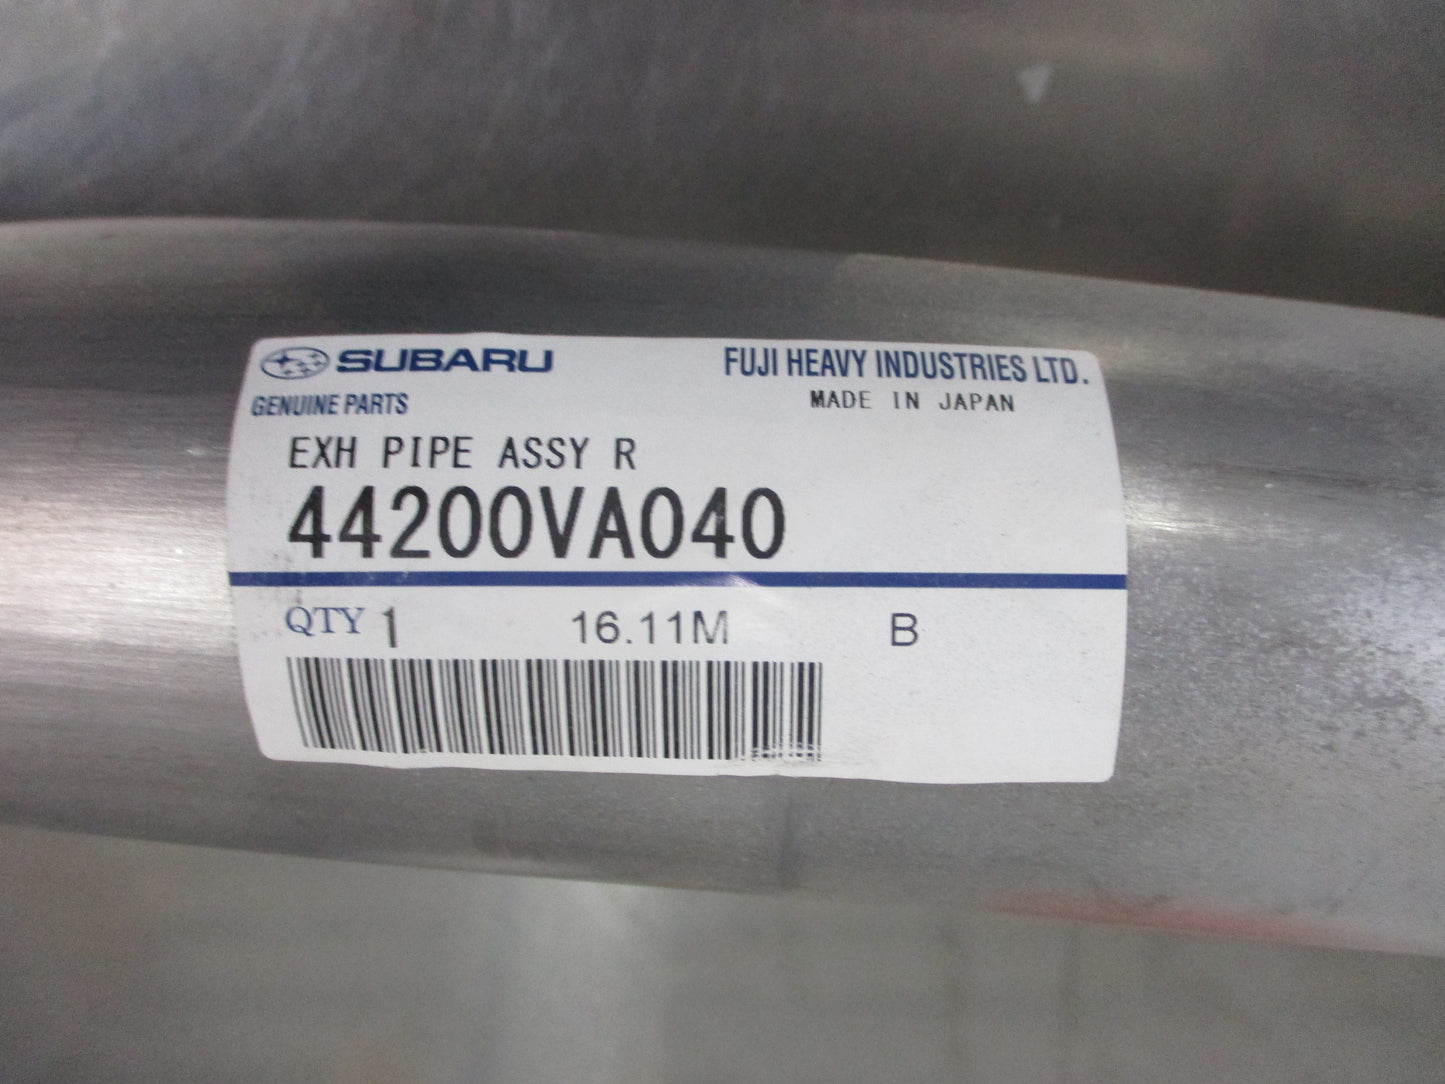 SUBARU FUJI HEAVY INDUSTRIES LTD.
GENUINE PARTS MADE IN JAPAN
EXH PIPE ASSY R
44200VA040
QTY 1 16.11M B